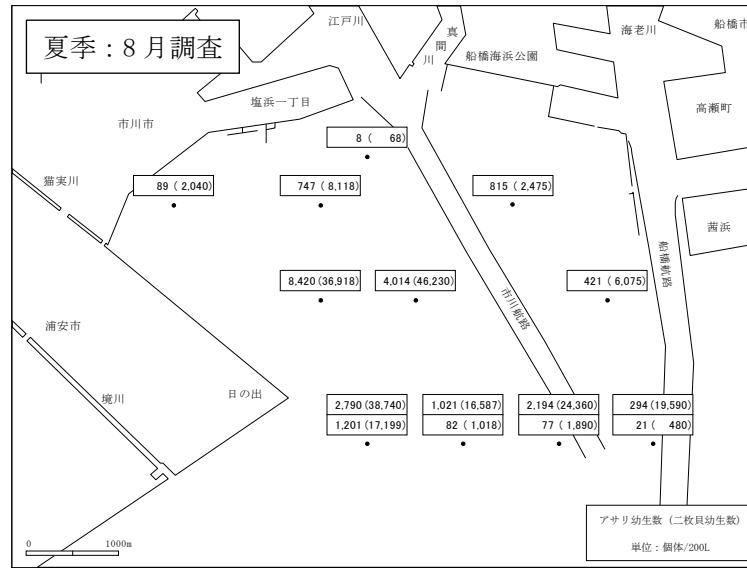 夏季：8月調査
江戸川
真間川
海老川
船橋市
船橋海浜公園
塩浜一丁目
高瀬町
市川市
8 ( 68)
猫実川
89 ( 2,040)
747 ( 8,118)
815 ( 2,475)
茜浜
船橋航路
8,420 (36,918)
4,014 (46,230)
421 ( 6,075)
市川航路
浦安市
日の出
境川
2,790 (38,740)
1,021 (16,587)
2,194 (24,360)
294 (19,590)
1,201 (17,199)
82 ( 1,018)
77 ( 1,890)
21 ( 480)
アサリ幼生数（二枚貝幼生数）
単位：個体/200L
0 1000m